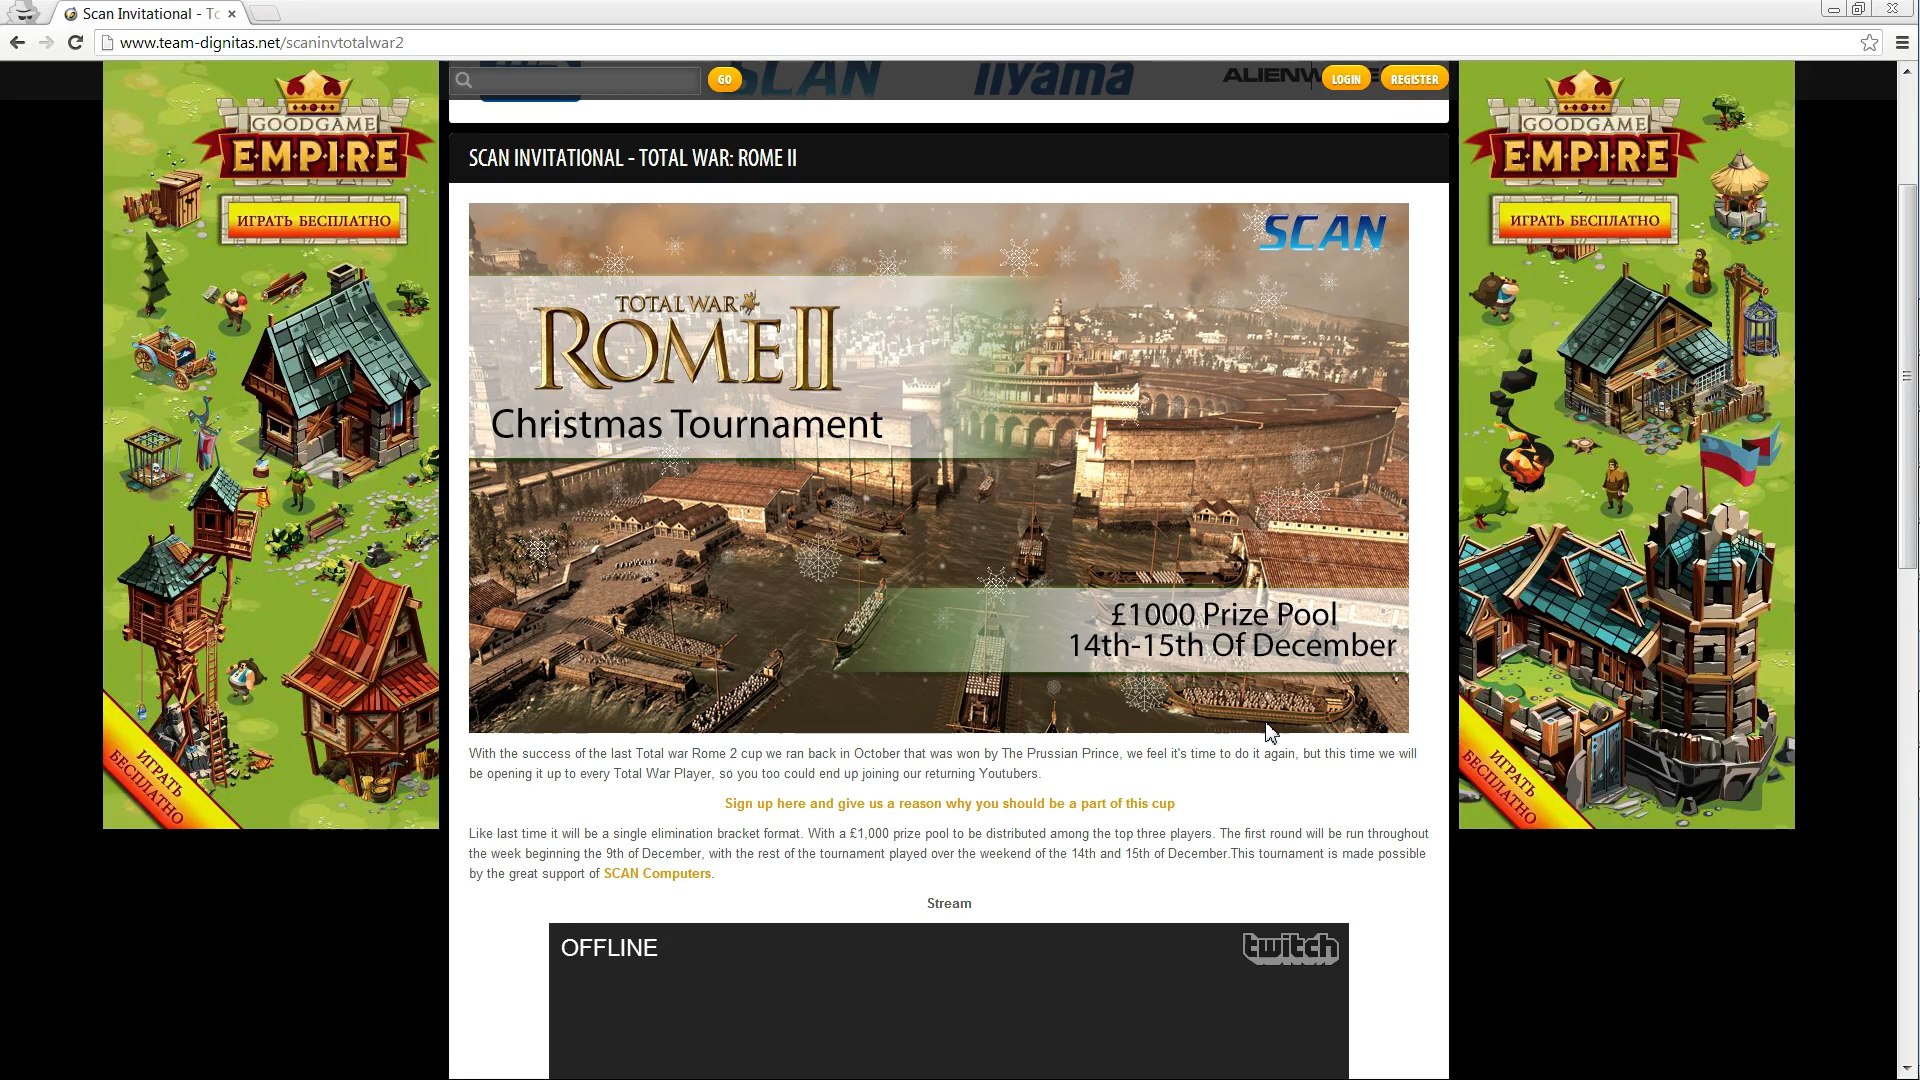 Scan Invitational - To
www.team-dignitas.net/scaninvtotalwar2
GO
SCAN
iiyama
ALIENW
LOGIN
REGISTER
GOODGAME
EMPIRE
ИГРАТЬ БЕСПЛАТНО
ИГРАТЬ
БЕСПЛАТНО
SCAN INVITATIONAL - TOTAL WAR: ROME II
SCAN
TOTAL WAR
ROME II
Christmas Tournament
£1000 Prize Pool
14th-15th Of December
With the success of the last Total war Rome 2 cup we ran back in October that was won by The Prussian Prince, we feel it's time to do it again, but this time we will
be opening it up to every Total War Player, so you too could end up joining our returning Youtubers.
Sign up here and give us a reason why you should be a part of this cup
Like last time it will be a single elimination bracket format. With a £1,000 prize pool to be distributed among the top three players. The first round will be run throughout
the week beginning the 9th of December, with the rest of the tournament played over the weekend of the 14th and 15th of December.This tournament is made possible
by the great support of SCAN Computers.
Stream
OFFLINE
twitch
GOODGAME
EMPIRE
ИГРАТЬ БЕСПЛАТНО
ИГРАТЬ
БЕСПЛАТНО